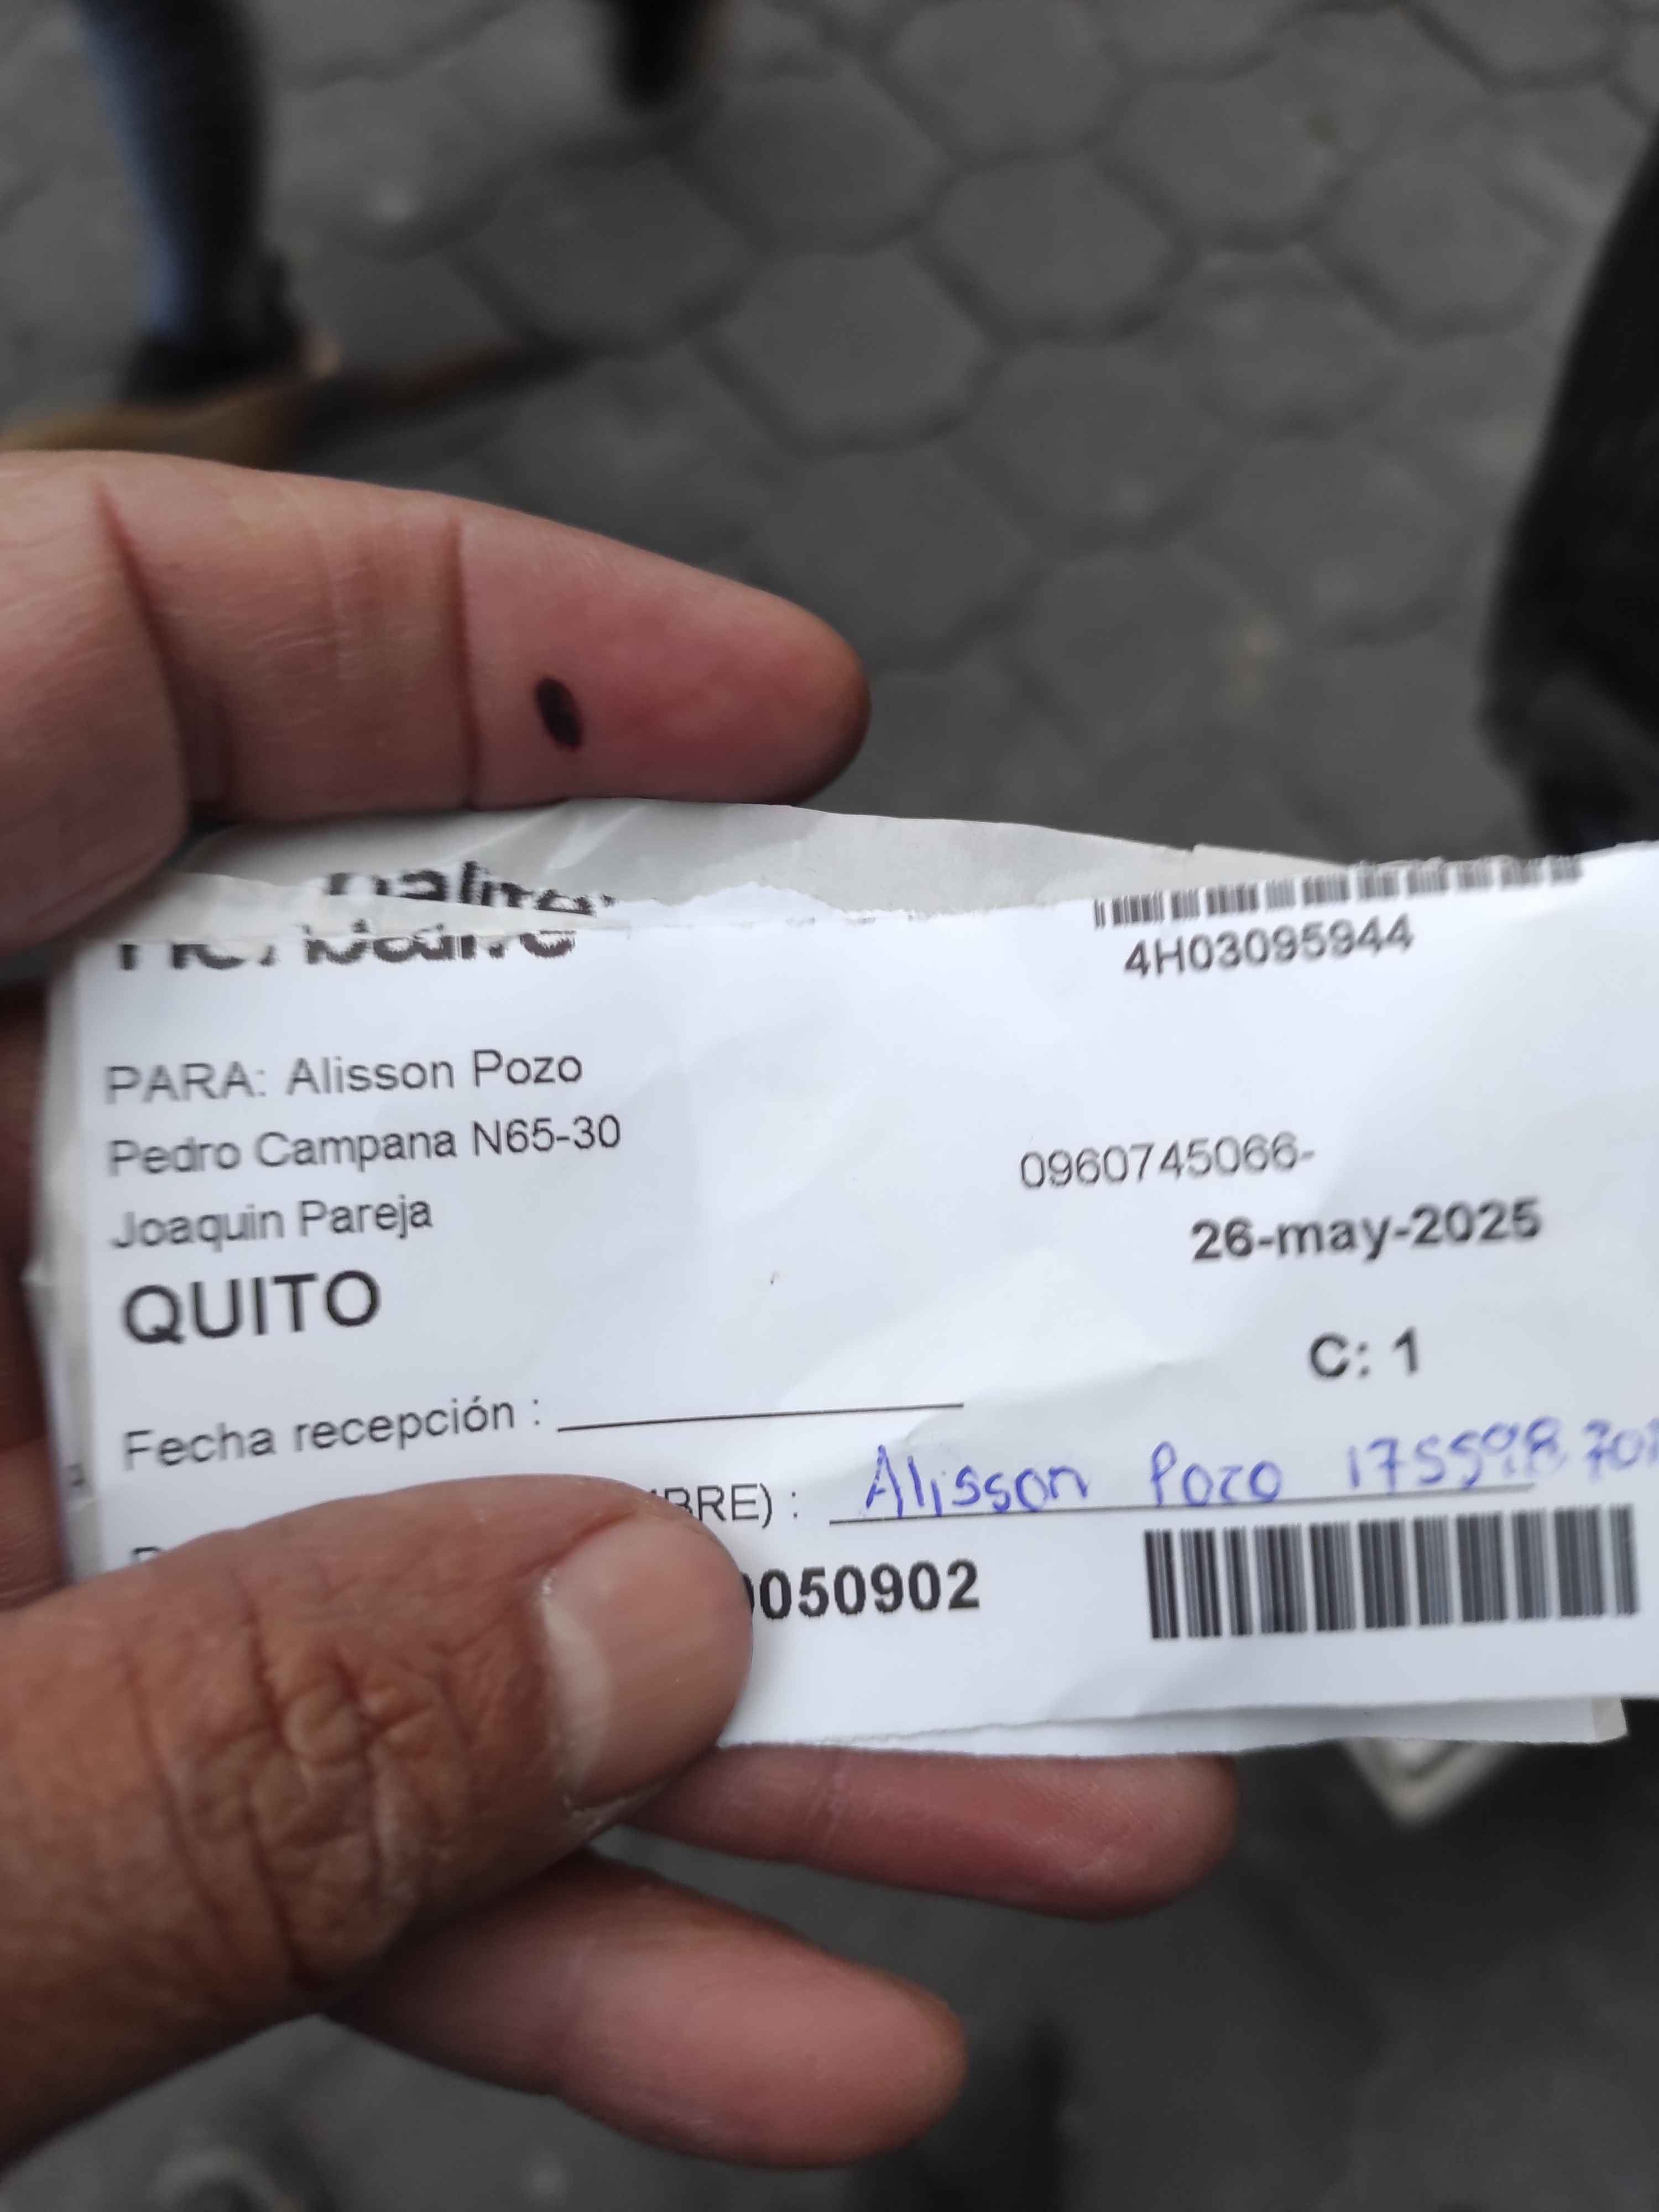 4H03095944
PARA: Alisson Pozo
Pedro Campana N65-30
0960745066-
Joaquin Pareja
26-may-2025
QUITO
C: 1
Fecha recepción :
BRE) : Alisson Pozo
050902